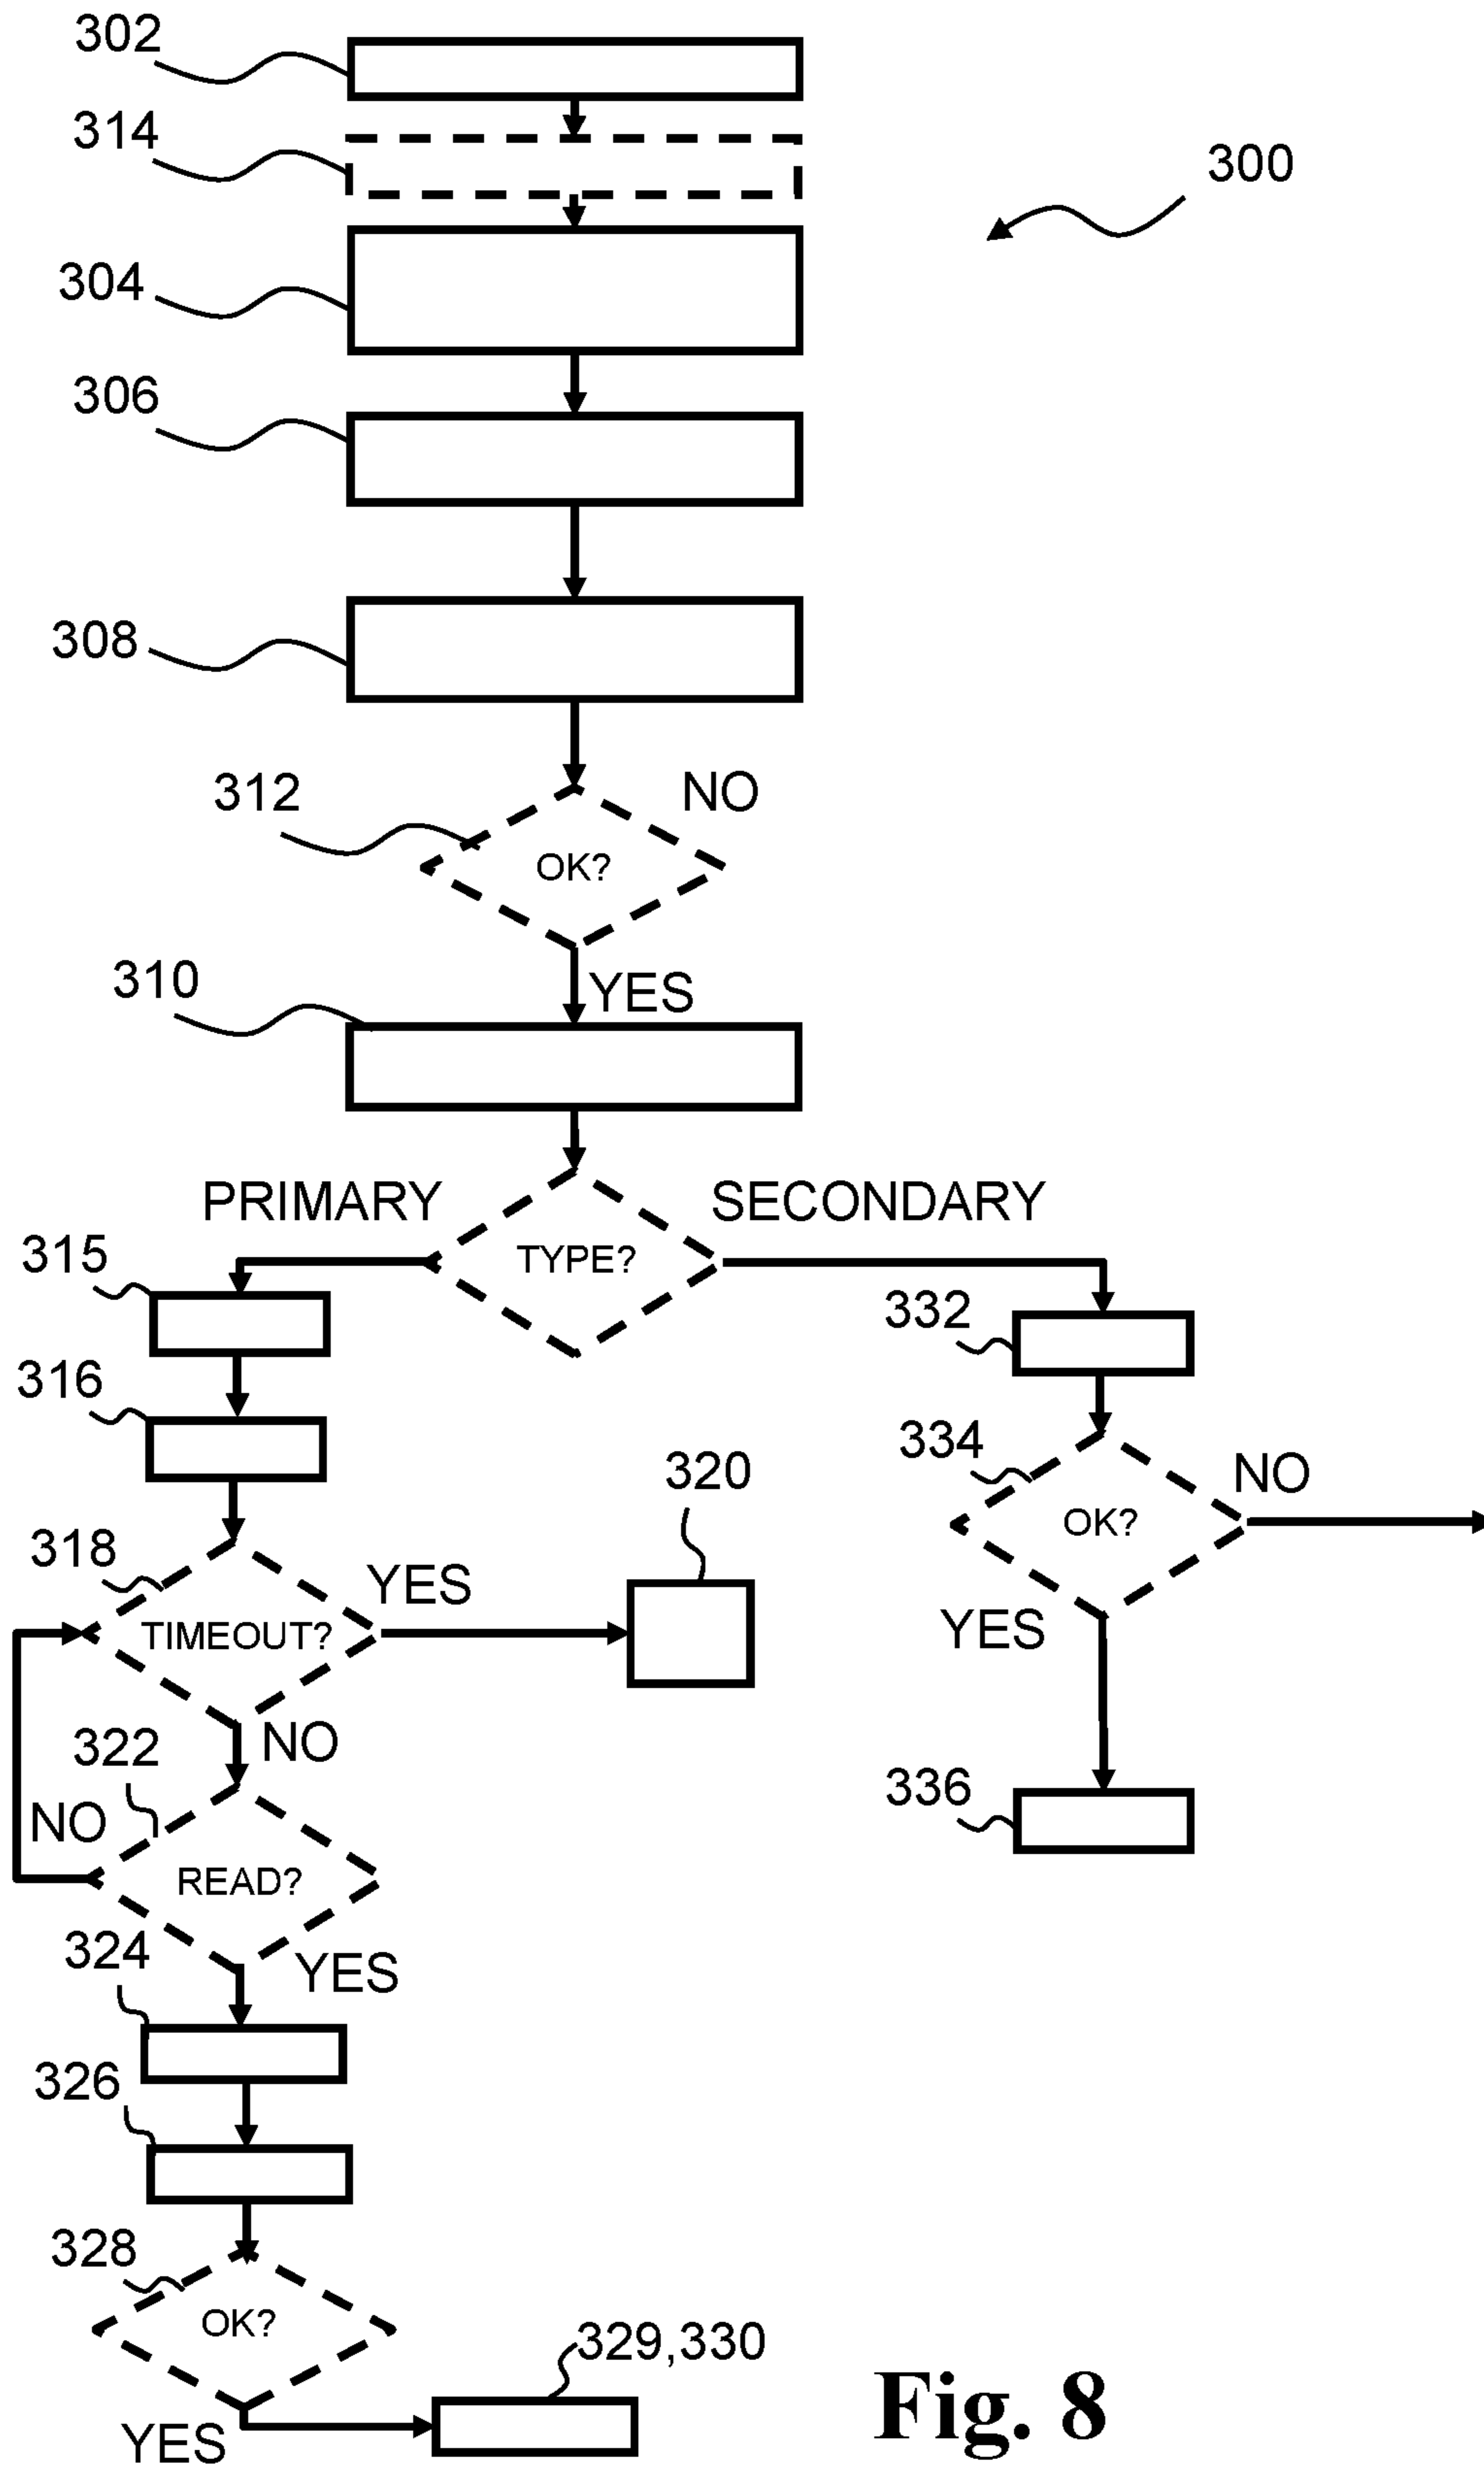 302
314
300
304
306
308
312
NO
OK?
310
YES
PRIMARY
SECONDARY
TYPE?
315
332
316
334
NO
320
OK?
318
YES
TIMEOUT?
YES
NO
322
336
NO
READ?
324
YES
326
328
OK?
329,330
YES
Fig. 8